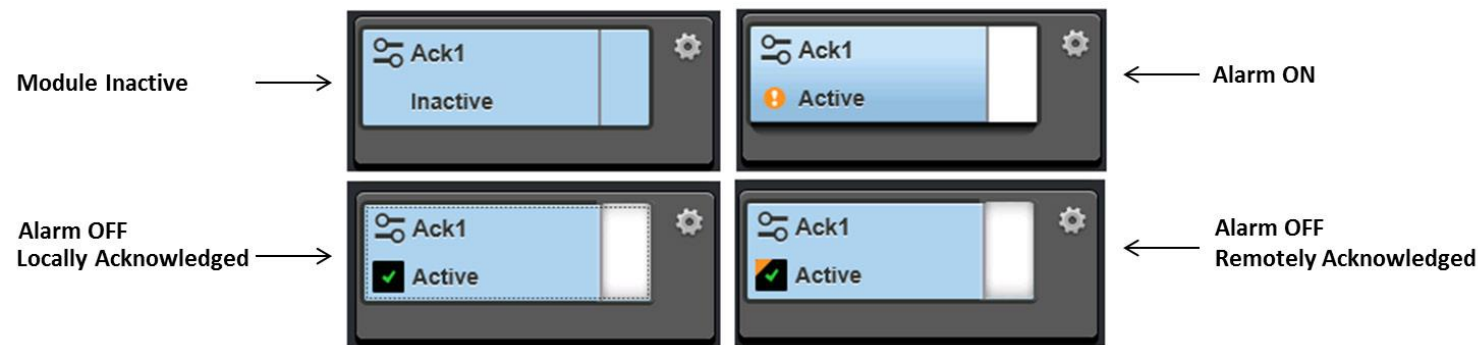 Module Inactive
Ack1
Inactive
Ack1
Active
Alarm ON
Alarm OFF
Locally Acknowledged
Ack1
Active
Ack1
Active
Alarm OFF
Remotely Acknowledged